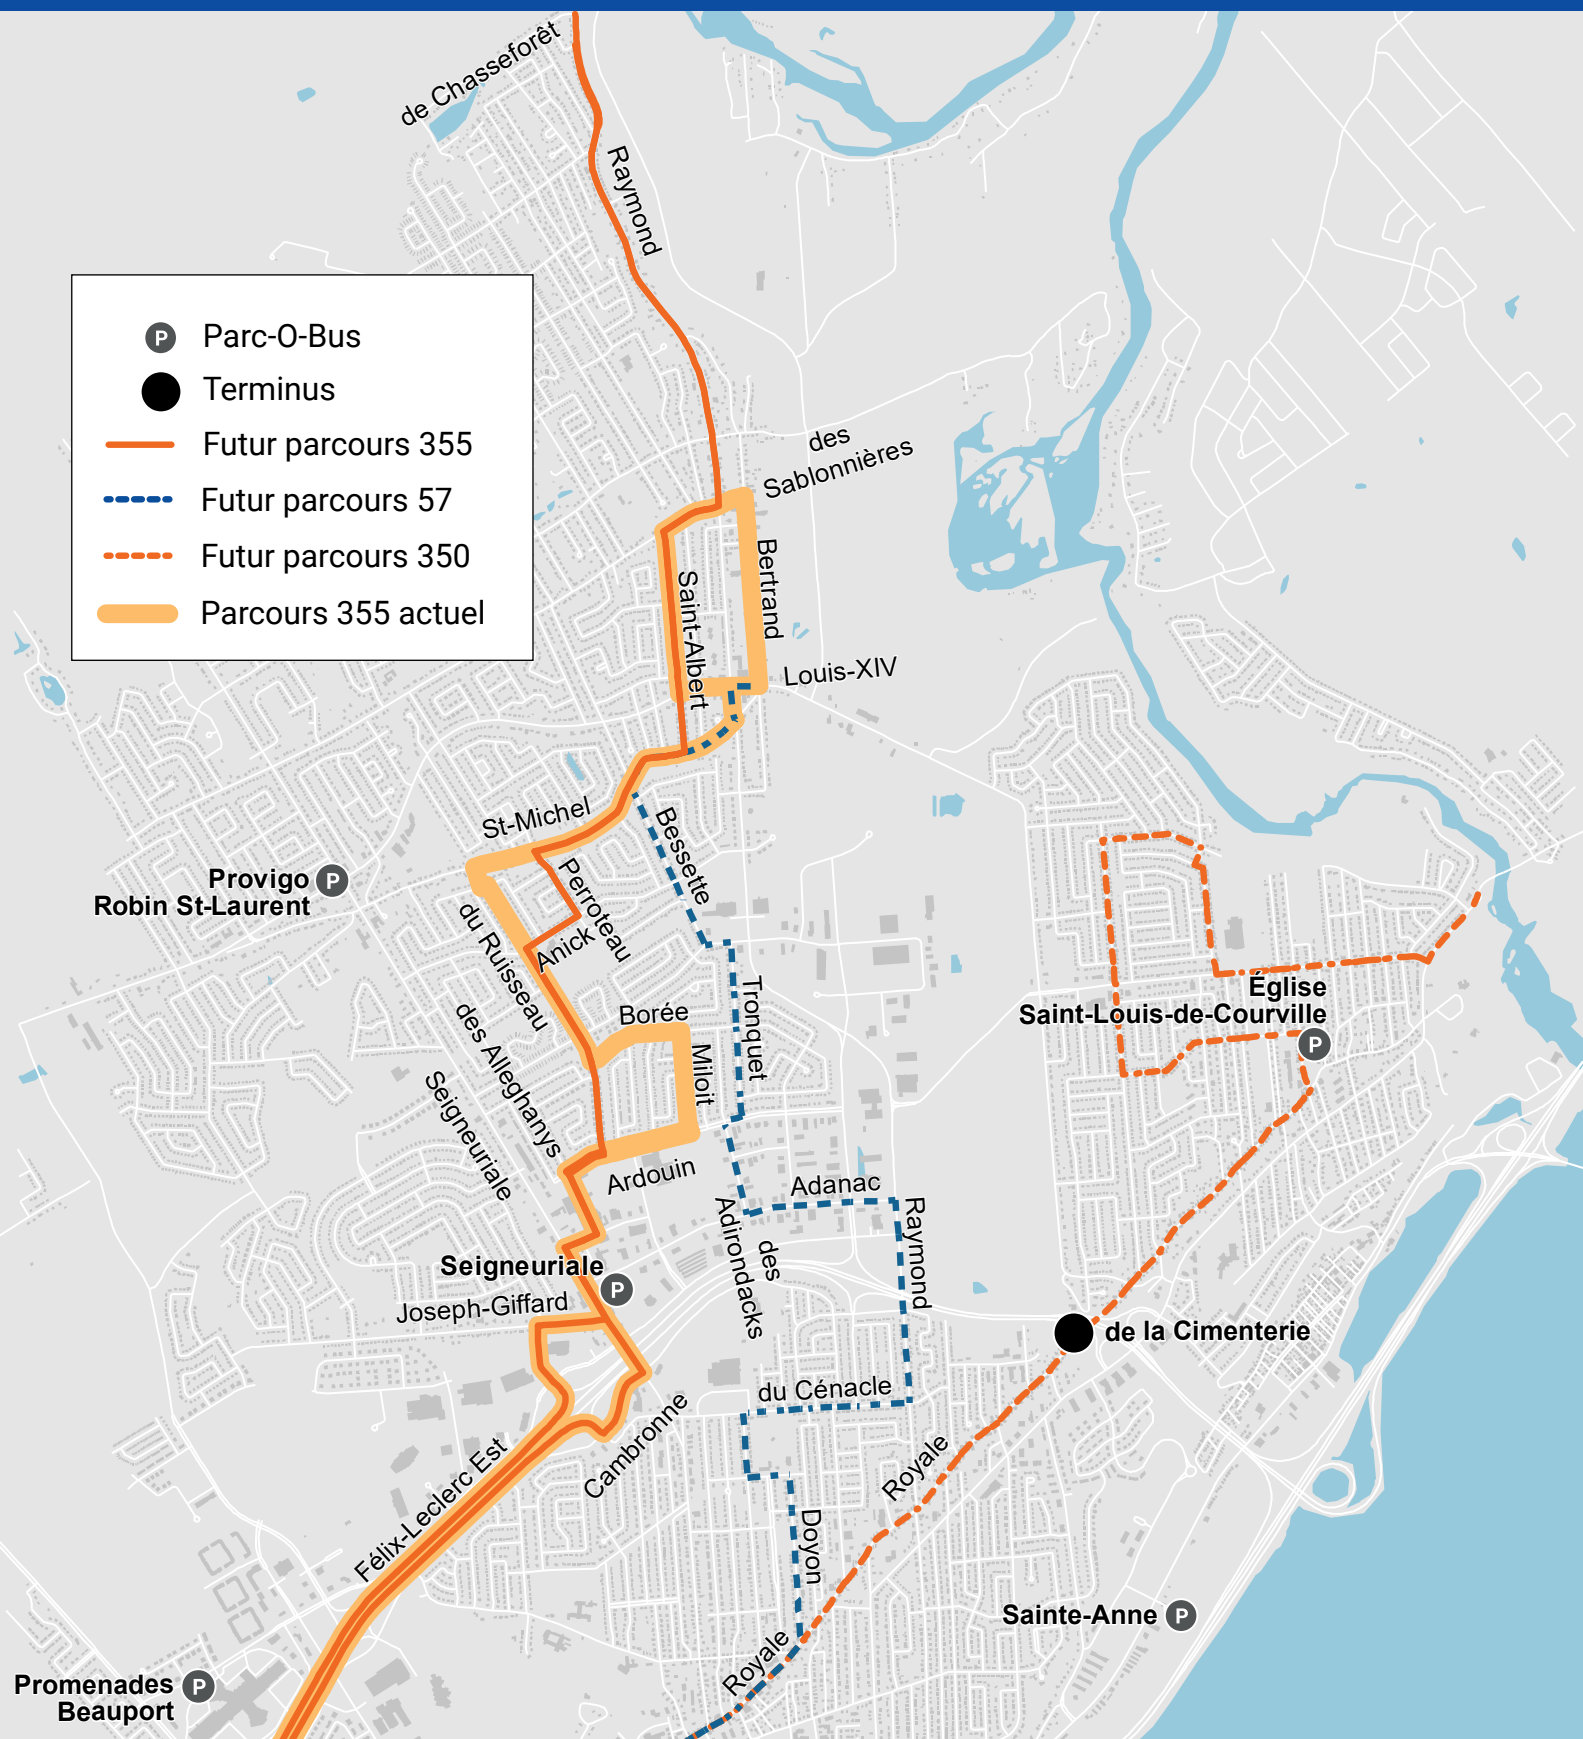 de Chasseforêt
Raymond
Parc-O-Bus
Terminus
Futur parcours 355
Futur parcours 57
Futur parcours 350
Parcours 355 actuel
des
Sablonnières
Bertrand
Saint-Albert
Louis-XIV
St-Michel
Bessette
Perroteau
Provigo
Robin St-Laurent
P
du Ruisseau
Anick
Tronquet
Église
Saint-Louis-de-Courville
P
Borée
des Alleghanys
Miloit
Seigneuriale
Ardouin
Adanac
Raymond
des
Adirondacks
Seigneuriale
P
Joseph-Giffard
de la Cimenterie
du Cénacle
Cambronne
Félix-Leclerc Est
Royale
Doyon
Sainte-Anne
P
Royale
Promenades
Beauport
P
P